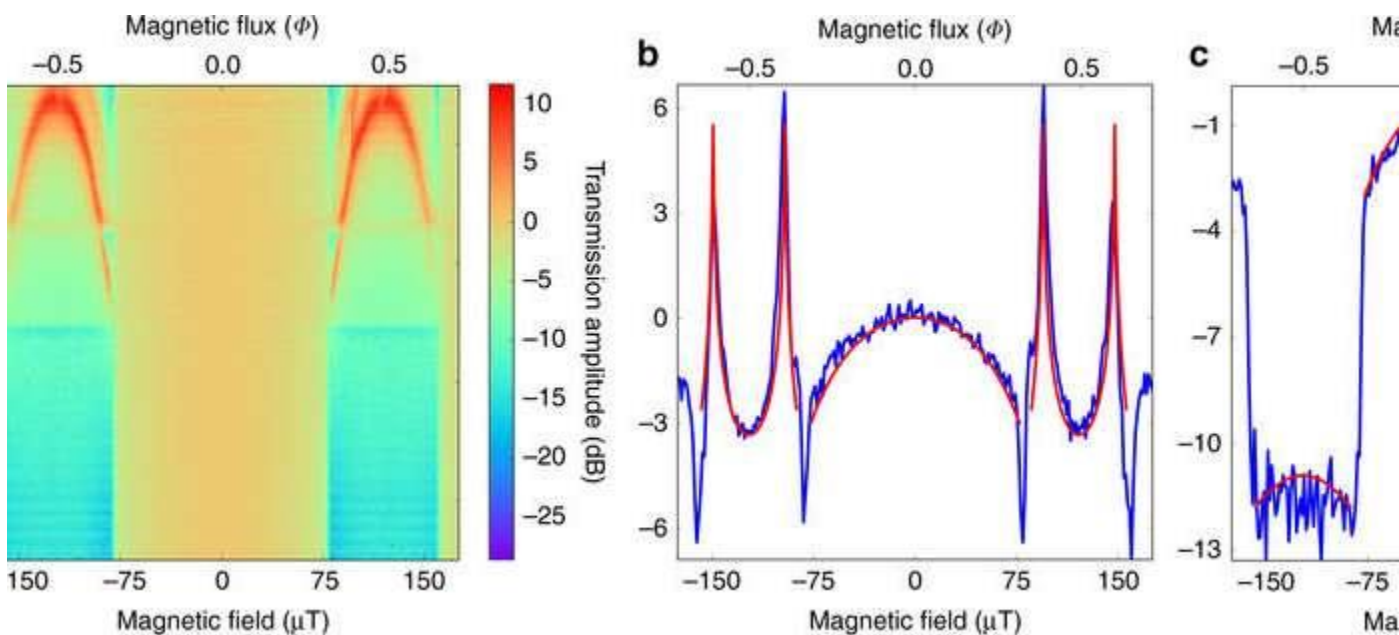 Magnetic flux (Φ)
−0.5 0.0 0.5
10
5
0
−5
−10
−15
−20
−25
Transmission amplitude (dB)
150 −75 0 75 150
Magnetic field (μT)
b
Magnetic flux (Φ)
−0.5 0.0 0.5
6
3
0
−3
−6
−150 −75 0 75 150
Magnetic field (μT)
c
Ma
−0.5
−1
−4
−7
−10
−13
−150 −75
Ma